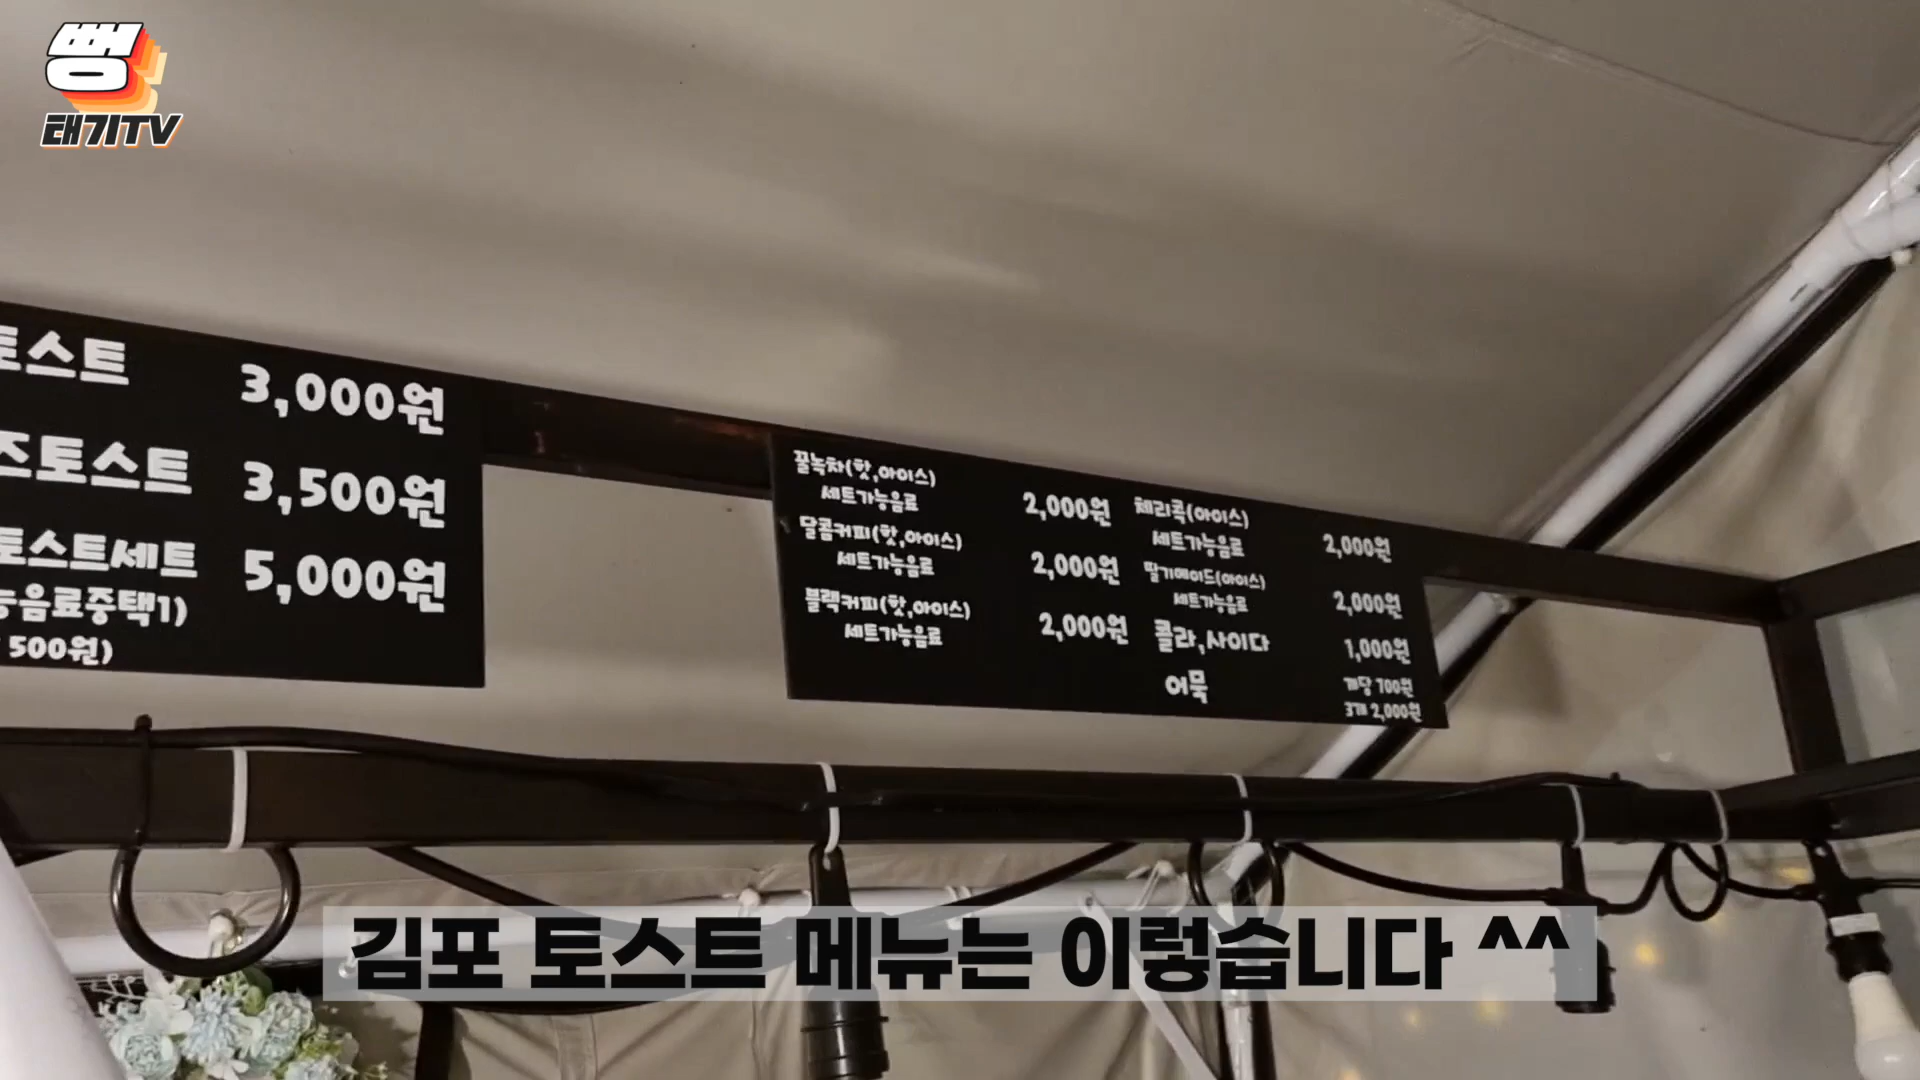 뻥
태기TV
토스트 3,000원
즈토스트 3,500원
토스트세트 5,000원
능음료중택1)
500원)
꿀녹차(핫,아이스)
세트가능음료 2,000원
달콤커피(핫,아이스)
세트가능음료 2,000원
블랙커피(핫,아이스)
세트가능음료 2,000원
체리콕(아이스)
세트가능음료 2,000원
딸기에이드(아이스)
세트가능음료 2,000원
콜라,사이다 1,000원
어묵 개당 700원
3개 2,000원
김포 토스트 메뉴는 이렇습니다 ^^